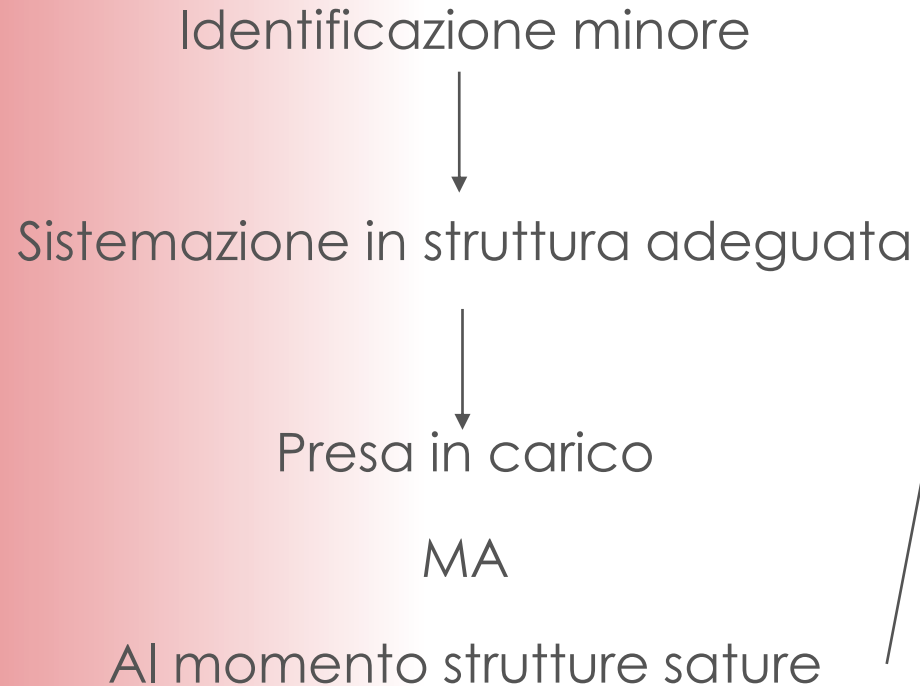 Identificazione minore
Sistemazione in struttura adeguata
Presa in carico
MA
Al momento strutture sature